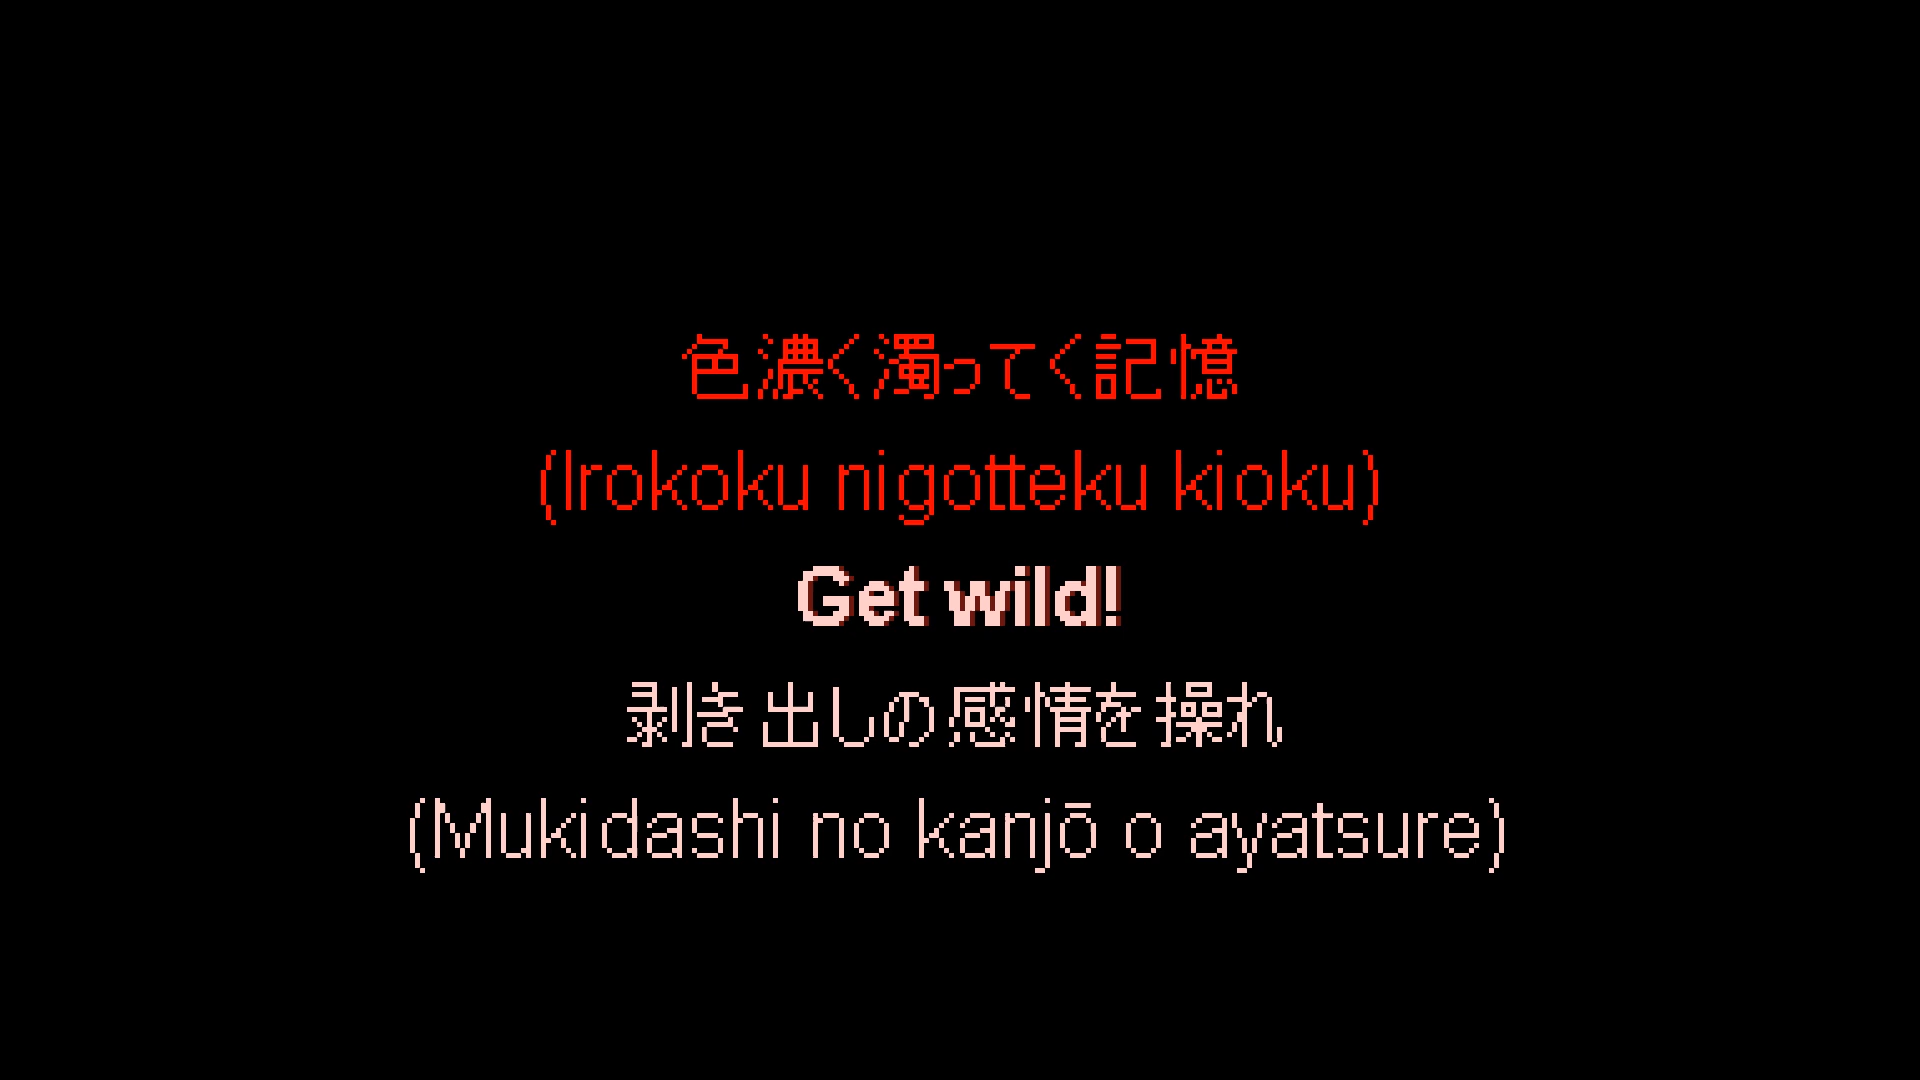 色濃く濁ってく記憶
(Irokoku nigotteku kioku)
Get wild!
剥き出しの感情を操れ
(Mukidashi no kanjō o ayatsure)